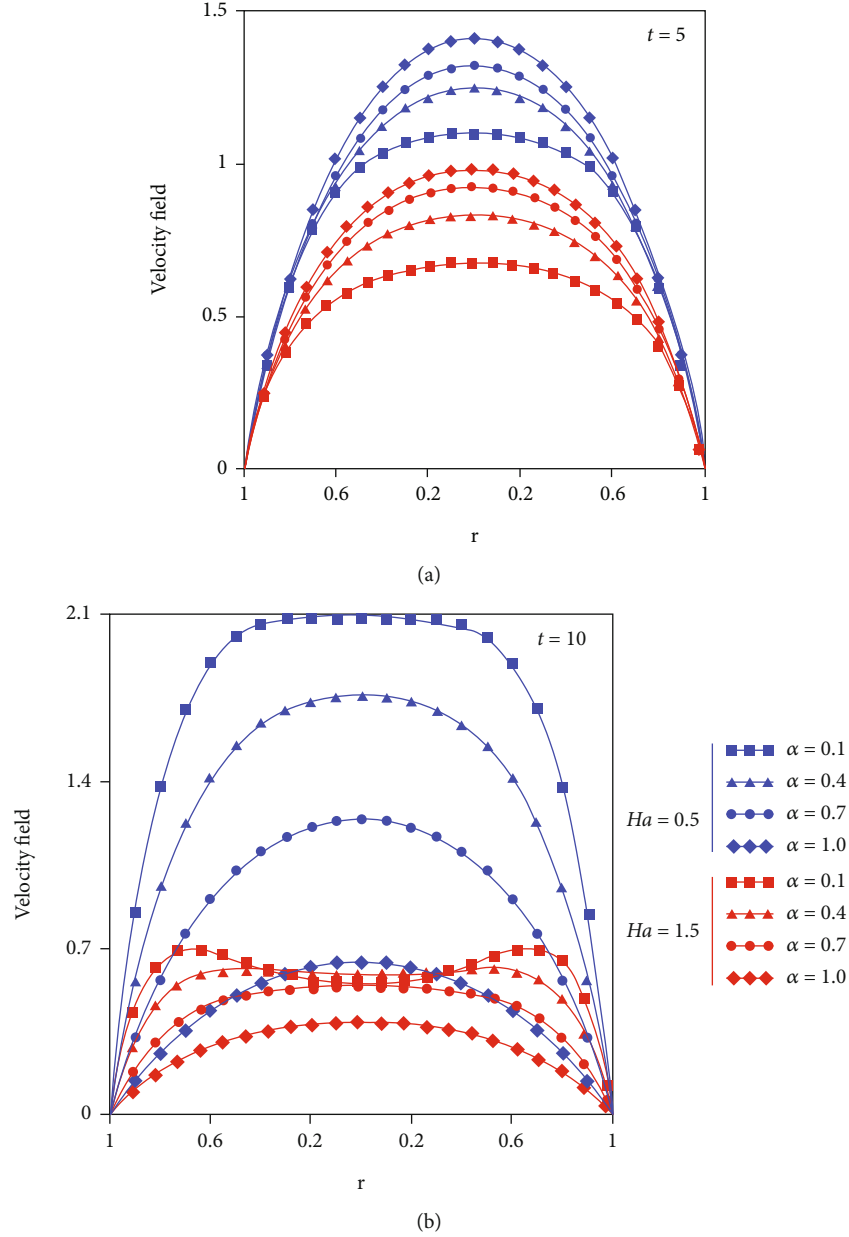 1.5
t = 5
1
0.5
0
Velocity field
1 0.6 0.2 0.2 0.6 1
r
(a)
2.1
t = 10
1.4
0.7
0
Velocity field
1 0.6 0.2 0.2 0.6 1
r
(b)
Ha = 0.5
α = 0.1
α = 0.4
α = 0.7
α = 1.0
Ha = 1.5
α = 0.1
α = 0.4
α = 0.7
α = 1.0